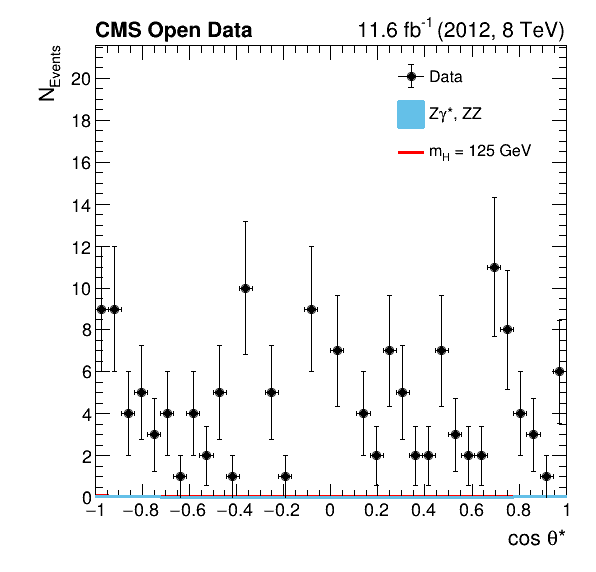 CMS Open Data 11.6 fb⁻¹ (2012, 8 TeV)
N_Events
20
18
16
14
12
10
8
6
4
2
0
Data
Zγ*, ZZ
m_H = 125 GeV
−1 −0.8 −0.6 −0.4 −0.2 0 0.2 0.4 0.6 0.8 1
cos θ*